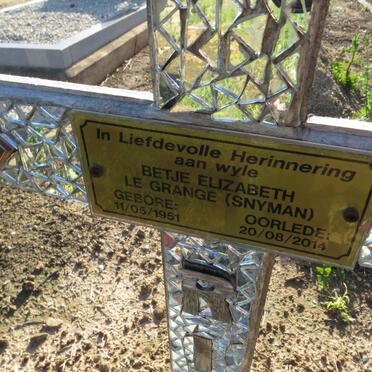 In Liefdevolle Herinnering
aan wyle
BETJE ELIZABETH
LE GRANGE (SNYMAN)
GEBORE: OORLEDE:
11/05/1951 20/08/2014